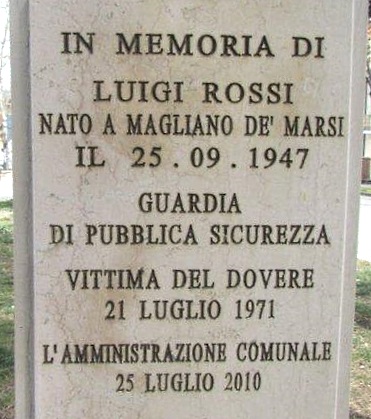 IN MEMORIA DI
LUIGI ROSSI
NATO A MAGLIANO DE' MARSI
IL 25.09.1947
GUARDIA
DI PUBBLICA SICUREZZA
VITTIMA DEL DOVERE
21 LUGLIO 1971
L'AMMINISTRAZIONE COMUNALE
25 LUGLIO 2010